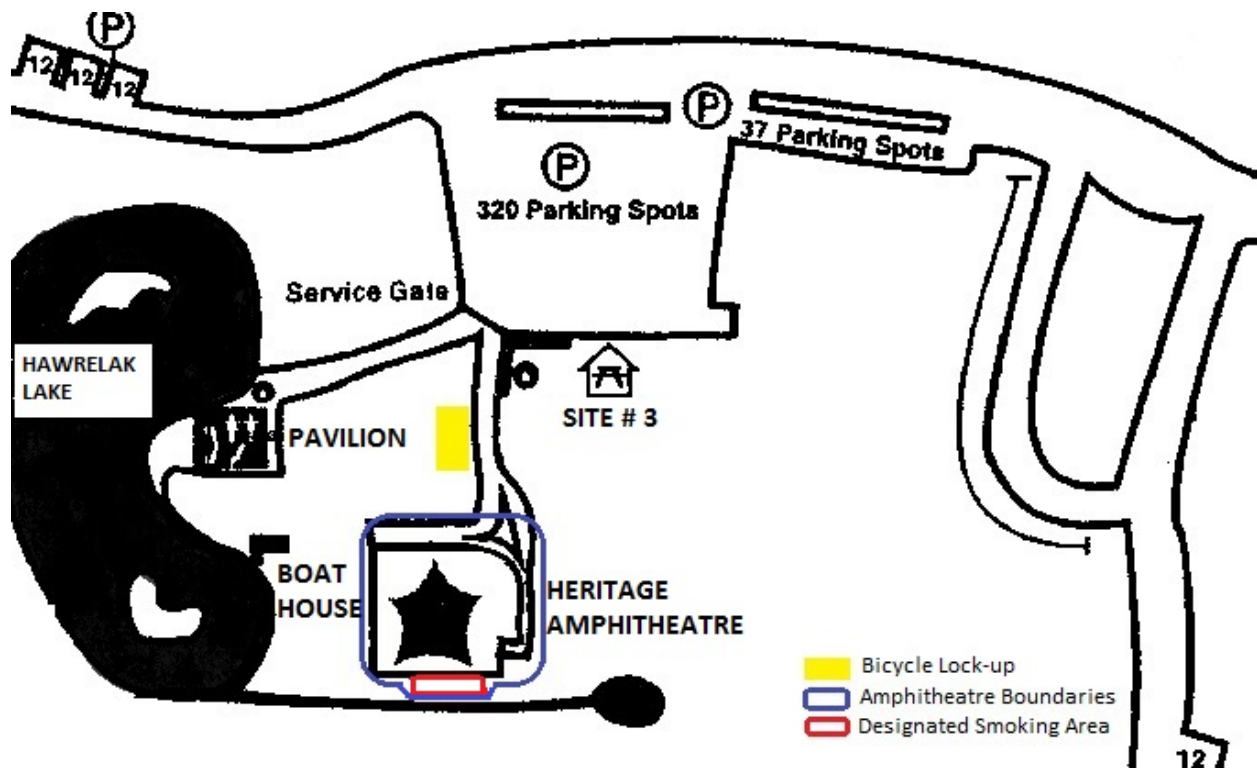 P
12 12 12
P
37 Parking Spots
P
320 Parking Spots
Service Gate
HAWRELAK
LAKE
SITE # 3
PAVILION
BOAT
HOUSE
HERITAGE
AMPHITHEATRE
Bicycle Lock-up
Amphitheatre Boundaries
Designated Smoking Area
12